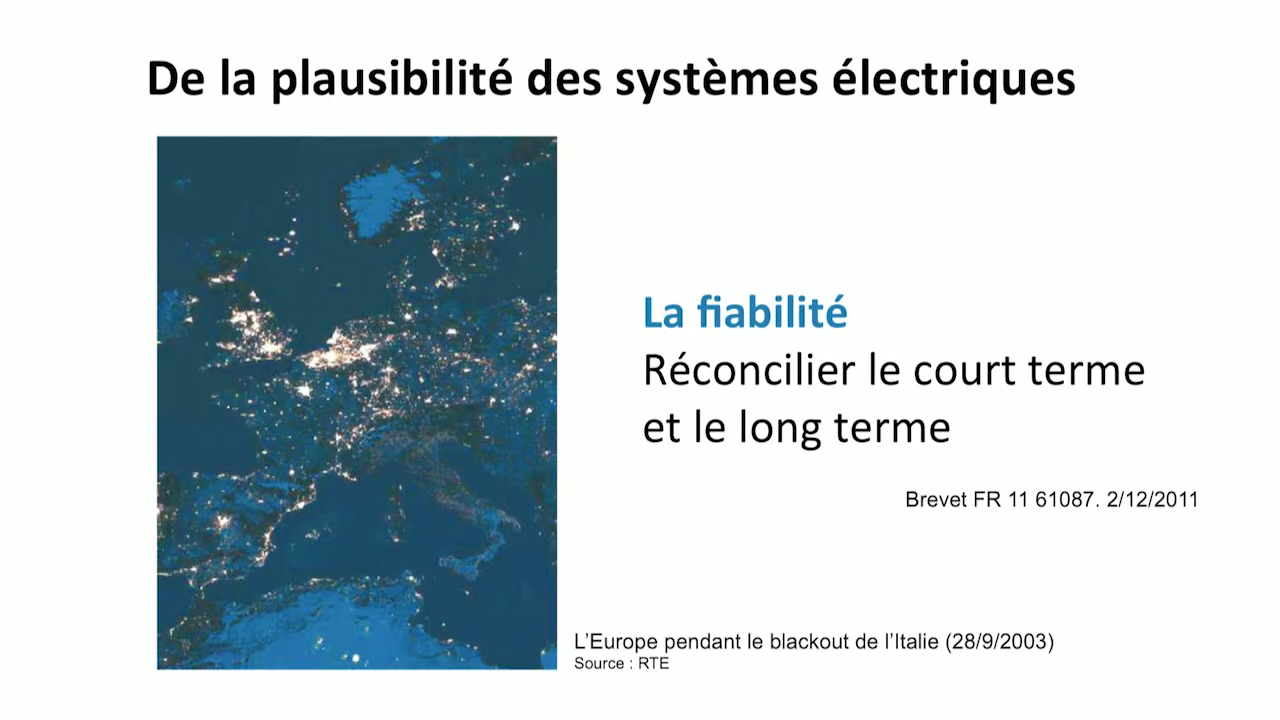 De la plausibilité des systèmes électriques
La fiabilité
Réconcilier le court terme
et le long terme
Brevet FR 11 61087. 2/12/2011
L’Europe pendant le blackout de l’Italie (28/9/2003)
Source : RTE